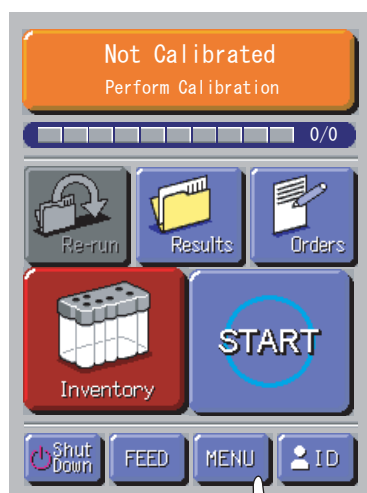 Not Calibrated
Perform Calibration
0/0
Re-run
Results
Orders
Inventory
START
Shut
Down
FEED
MENU
ID